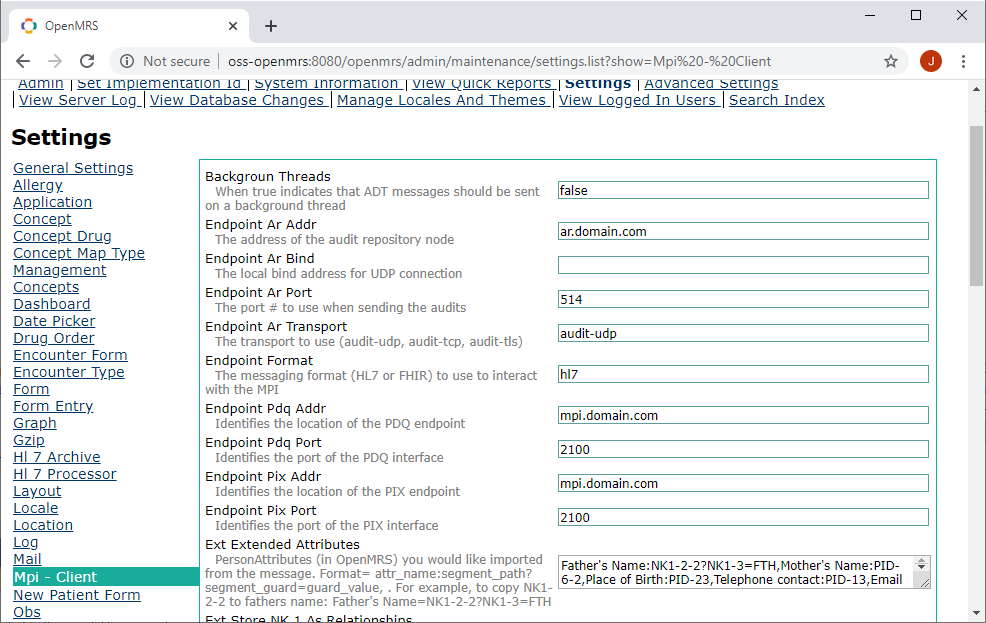 OpenMRS
Not secure | oss-openmrs:8080/openmrs/admin/maintenance/settings.list?show=Mpi%20-%20Client
J
Admin | Set Implementation Id | System Information | View Quick Reports | Settings | Advanced Settings
| View Server Log | View Database Changes | Manage Locales And Themes | View Logged In Users | Search Index
Settings
General Settings
Allergy
Application
Concept
Concept Drug
Concept Map Type
Management
Concepts
Dashboard
Date Picker
Drug Order
Encounter Form
Encounter Type
Form
Form Entry
Graph
Gzip
Hl 7 Archive
Hl 7 Processor
Layout
Locale
Location
Log
Mail
Mpi - Client
New Patient Form
Obs
Backgroun Threads
When true indicates that ADT messages should be sent
on a background thread
false
Endpoint Ar Addr
The address of the audit repository node
ar.domain.com
Endpoint Ar Bind
The local bind address for UDP connection
Endpoint Ar Port
The port # to use when sending the audits
514
Endpoint Ar Transport
The transport to use (audit-udp, audit-tcp, audit-tls)
audit-udp
Endpoint Format
The messaging format (HL7 or FHIR) to use to interact
with the MPI
hl7
Endpoint Pdq Addr
Identifies the location of the PDQ endpoint
mpi.domain.com
Endpoint Pdq Port
Identifies the port of the PDQ interface
2100
Endpoint Pix Addr
Identifies the location of the PIX endpoint
mpi.domain.com
Endpoint Pix Port
Identifies the port of the PIX interface
2100
Ext Extended Attributes
PersonAttributes (in OpenMRS) you would like imported
from the message. Format= attr_name:segment_path?
segment_guard=guard_value, . For example, to copy NK1-
2-2 to fathers name: Father's Name=NK1-2-2?NK1-3=FTH
Father's Name:NK1-2-2?NK1-3=FTH,Mother's Name:PID-
6-2,Place of Birth:PID-23,Telephone contact:PID-13,Email
Ext Store NK 1 As Relationships